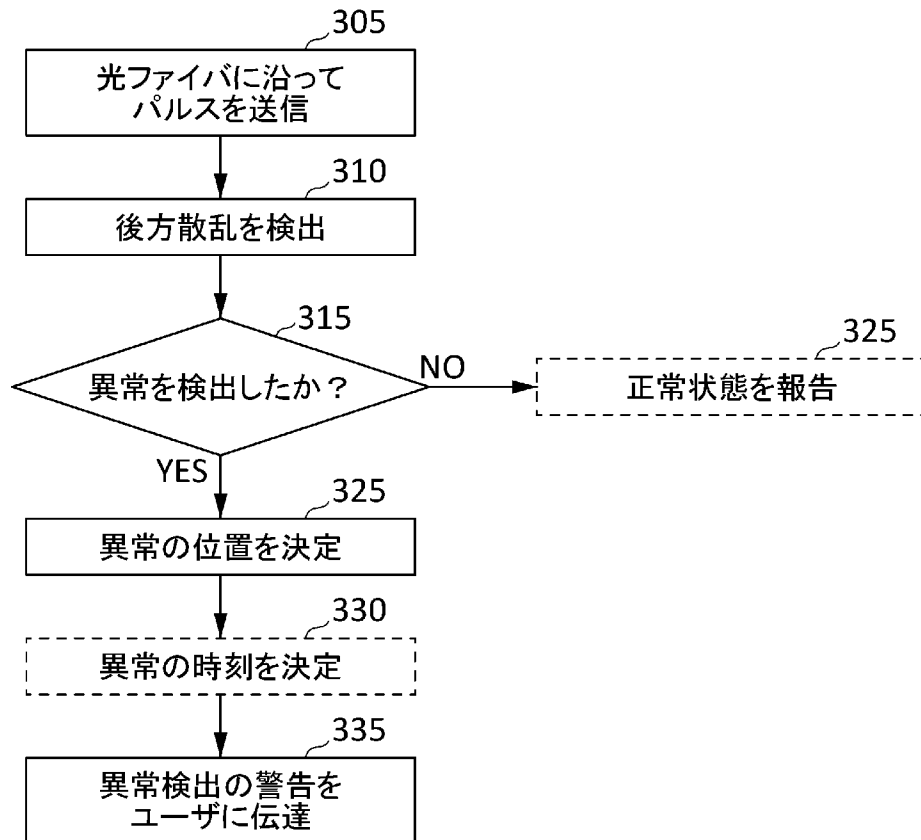 305
光ファイバに沿って
パルスを送信
310
後方散乱を検出
315
異常を検出したか？
NO
325
正常状態を報告
YES
325
異常の位置を決定
330
異常の時刻を決定
335
異常検出の警告を
ユーザに伝達